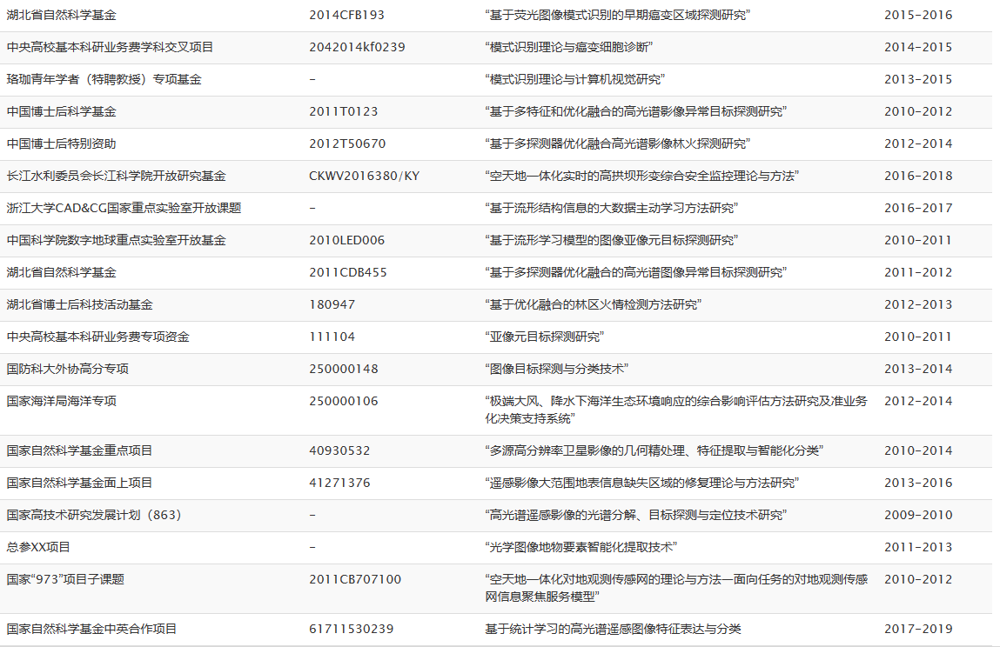 湖北省自然科学基金 2014CFB193 “基于荧光图像模式识别的早期癌变区域探测研究” 2015-2016
中央高校基本科研业务费学科交叉项目 2042014kf0239 “模式识别理论与癌变细胞诊断” 2014-2015
珞珈青年学者（特聘教授）专项基金 - “模式识别理论与计算机视觉研究” 2013-2015
中国博士后科学基金 2011T0123 “基于多特征和优化融合的高光谱影像异常目标探测研究” 2010-2012
中国博士后特别资助 2012T50670 “基于多探测器优化融合高光谱影像林火探测研究” 2012-2014
长江水利委员会长江科学院开放研究基金 CKWV2016380/KY “空天地一体化实时的高拱坝形变综合安全监控理论与方法” 2016-2018
浙江大学CAD&CG国家重点实验室开放课题 - “基于流形结构信息的大数据主动学习方法研究” 2016-2017
中国科学院数字地球重点实验室开放基金 2010LED006 “基于流形学习模型的图像亚像元目标探测研究” 2010-2011
湖北省自然科学基金 2011CDB455 “基于多探测器优化融合的高光谱图像异常目标探测研究” 2011-2012
湖北省博士后科技活动基金 180947 “基于优化融合的林区火情检测方法研究” 2012-2013
中央高校基本科研业务费专项资金 111104 “亚像元目标探测研究” 2010-2011
国防科大外协高分专项 250000148 “图像目标探测与分类技术” 2013-2014
国家海洋局海洋专项 250000106 “极端大风、降水下海洋生态环境响应的综合影响评估方法研究及准业务 2012-2014
化决策支持系统”
国家自然科学基金重点项目 40930532 “多源高分辨率卫星影像的几何精处理、特征提取与智能化分类” 2010-2014
国家自然科学基金面上项目 41271376 “遥感影像大范围地表信息缺失区域的修复理论与方法研究” 2013-2016
国家高技术研究发展计划（863） - “高光谱遥感影像的光谱分解、目标探测与定位技术研究” 2009-2010
总参XX项目 - “光学图像地物要素智能化提取技术” 2011-2013
国家“973”项目子课题 2011CB707100 “空天地一体化对地观测传感网的理论与方法—面向任务的对地观测传感 2010-2012
网信息聚焦服务模型”
国家自然科学基金中英合作项目 61711530239 基于统计学习的高光谱遥感图像特征表达与分类 2017-2019